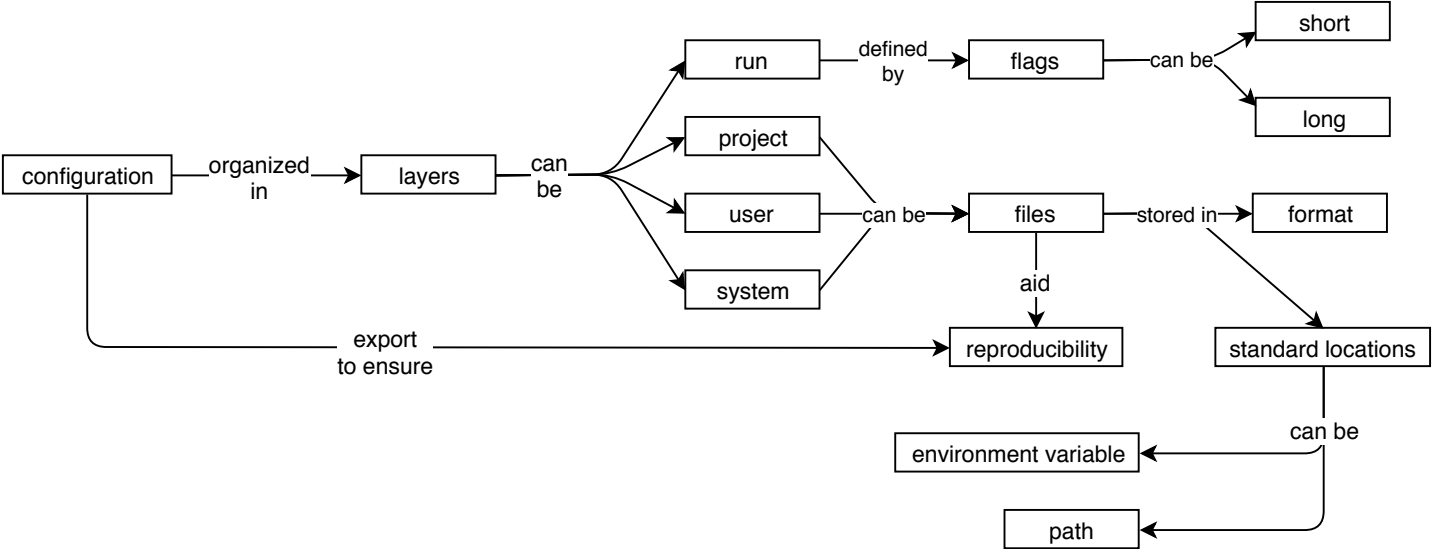 short
run
defined
by
flags
can be
long
project
configuration
organized
in
layers
can
be
user
can be
files
stored in
format
system
aid
export
to ensure
reproducibility
standard locations
can be
environment variable
path